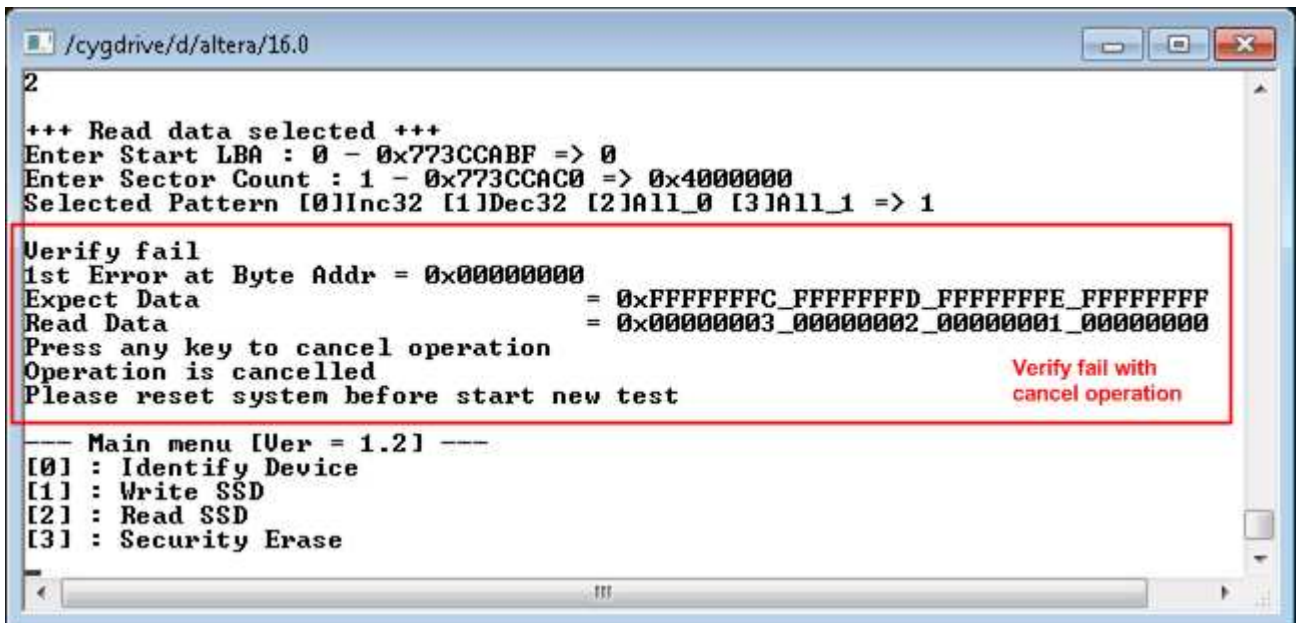 /cygdrive/d/altera/16.0
2
+++ Read data selected +++
Enter Start LBA : 0 - 0x773CCABF => 0
Enter Sector Count : 1 - 0x773CCAC0 => 0x4000000
Selected Pattern [0]Inc32 [1]Dec32 [2]All_0 [3]All_1 => 1
Verify fail
1st Error at Byte Addr = 0x00000000
Expect Data = 0xFFFFFFFC_FFFFFFFD_FFFFFFFE_FFFFFFFF
Read Data = 0x00000003_00000002_00000001_00000000
Press any key to cancel operation
Operation is cancelled
Please reset system before start new test
Verify fail with
cancel operation
--- Main menu [Ver = 1.2] ---
[0] : Identify Device
[1] : Write SSD
[2] : Read SSD
[3] : Security Erase